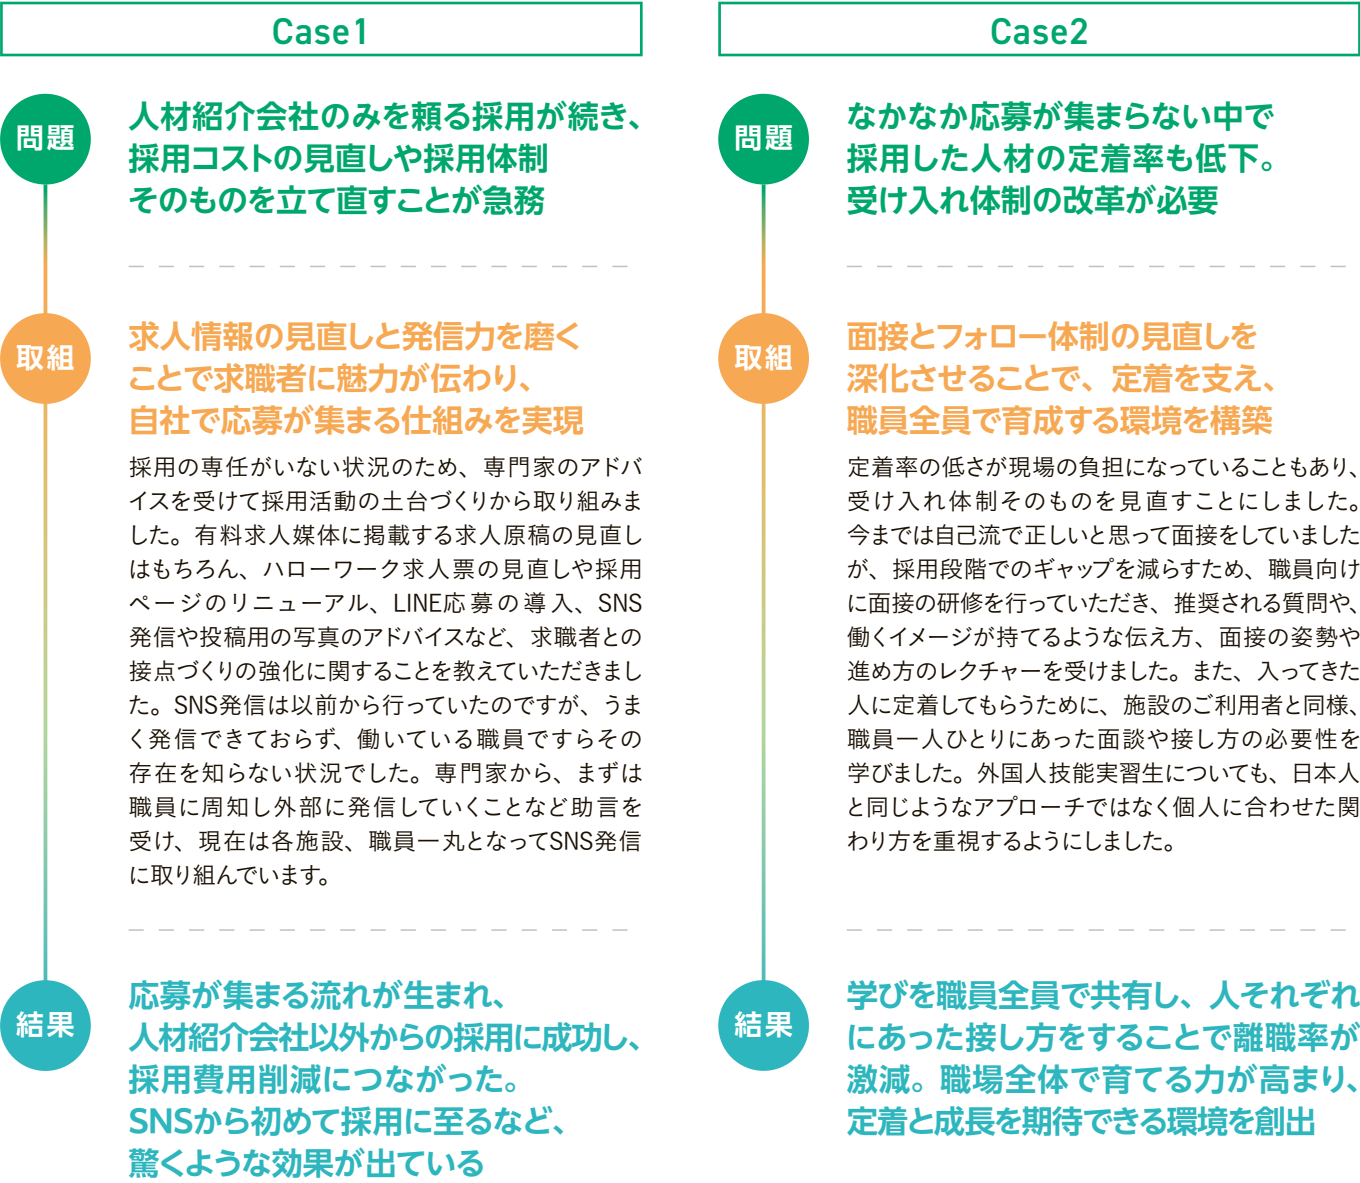 Case1
問題
人材紹介会社のみを頼る採用が続き、
採用コストの見直しや採用体制
そのものを立て直すことが急務
取組
求人情報の見直しと発信力を磨く
ことで求職者に魅力が伝わり、
自社で応募が集まる仕組みを実現
採用の専任がいない状況のため、専門家のアドバ
イスを受けて採用活動の土台づくりから取り組みま
した。有料求人媒体に掲載する求人原稿の見直し
はもちろん、ハローワーク求人票の見直しや採用
ページのリニューアル、LINE応募の導入、SNS
発信や投稿用の写真のアドバイスなど、求職者との
接点づくりの強化に関することを教えていただきまし
た。SNS発信は以前から行っていたのですが、うま
く発信できておらず、働いている職員ですらその
存在を知らない状況でした。専門家から、まずは
職員に周知し外部に発信していくことなど助言を
受け、現在は各施設、職員一丸となってSNS発信
に取り組んでいます。
結果
応募が集まる流れが生まれ、
人材紹介会社以外からの採用に成功し、
採用費用削減につながった。
SNSから初めて採用に至るなど、
驚くような効果が出ている
Case2
問題
なかなか応募が集まらない中で
採用した人材の定着率も低下。
受け入れ体制の改革が必要
取組
面接とフォロー体制の見直しを
深化させることで、定着を支え、
職員全員で育成する環境を構築
定着率の低さが現場の負担になっていることもあり、
受け入れ体制そのものを見直すことにしました。
今までは自己流で正しいと思って面接をしていました
が、採用段階でのギャップを減らすため、職員向け
に面接の研修を行っていただき、推奨される質問や、
働くイメージが持てるような伝え方、面接の姿勢や
進め方のレクチャーを受けました。また、入ってきた
人に定着してもらうために、施設のご利用者と同様、
職員一人ひとりにあった面談や接し方の必要性を
学びました。外国人技能実習生についても、日本人
と同じようなアプローチではなく個人に合わせた関
わり方を重視するようにしました。
結果
学びを職員全員で共有し、人それぞれ
にあった接し方をすることで離職率が
激減。職場全体で育てる力が高まり、
定着と成長を期待できる環境を創出